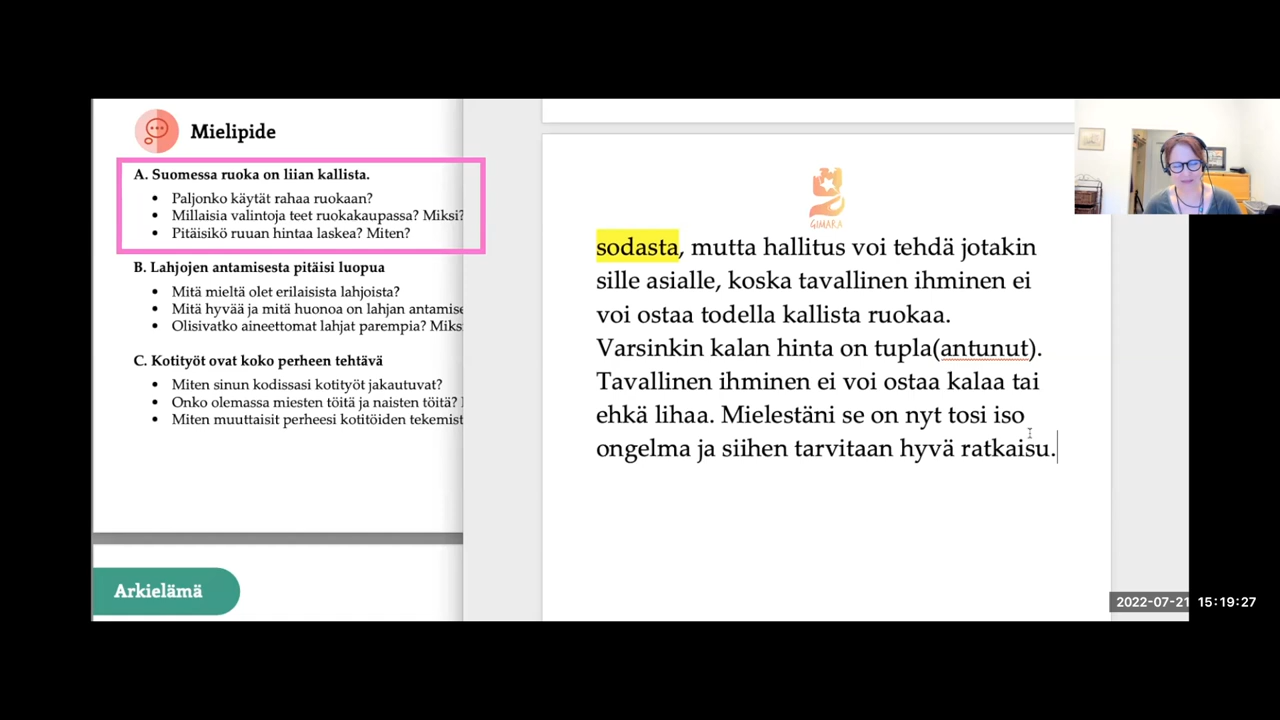 Mielipide
A. Suomessa ruoka on liian kallista.
• Paljonko käytät rahaa ruokaan?
• Millaisia valintoja teet ruokakaupassa? Miksi?
• Pitäisikö ruuan hintaa laskea? Miten?
B. Lahjojen antamisesta pitäisi luopua
• Mitä mieltä olet erilaisista lahjoista?
• Mitä hyvää ja mitä huonoa on lahjan antamise
• Olisivatko aineettomat lahjat parempia? Miks
C. Kotityöt ovat koko perheen tehtävä
• Miten sinun kodissasi kotityöt jakautuvat?
• Onko olemassa miesten töitä ja naisten töitä?
• Miten muuttaisit perheesi kotitöiden tekemist
Arkielämä
GIMARA
sodasta, mutta hallitus voi tehdä jotakin
sille asialle, koska tavallinen ihminen ei
voi ostaa todella kallista ruokaa.
Varsinkin kalan hinta on tupla(antunut).
Tavallinen ihminen ei voi ostaa kalaa tai
ehkä lihaa. Mielestäni se on nyt tosi iso
ongelma ja siihen tarvitaan hyvä ratkaisu.
2022-07-21 15:19:27